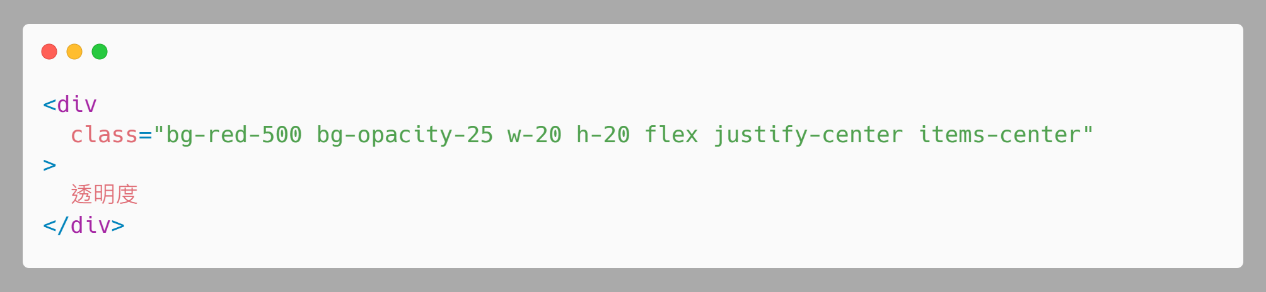 <div
  class="bg-red-500 bg-opacity-25 w-20 h-20 flex justify-center items-center"
>
  透明度
</div>